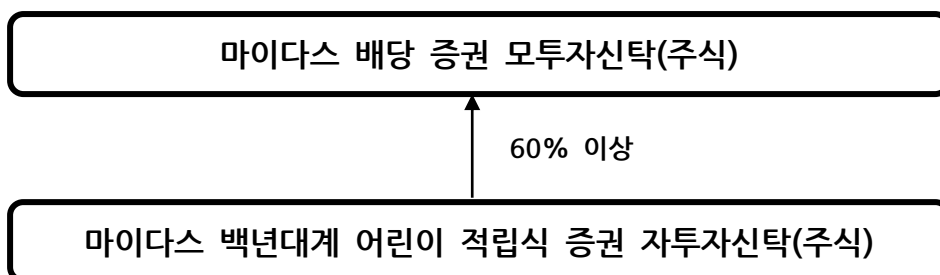 마이다스 배당 증권 모투자신탁(주식)
60% 이상
마이다스 백년대계 어린이 적립식 증권 자투자신탁(주식)